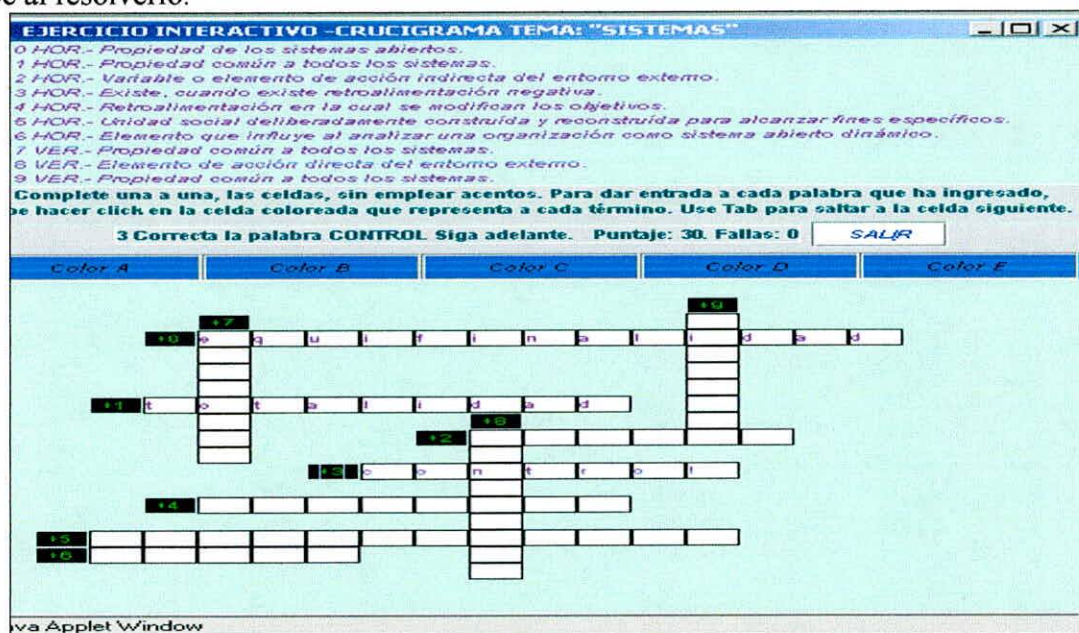 EJERCICIO INTERACTIVO -CRUCIGRAMA TEMA: "SISTEMAS"
0 HOR.- Propiedad de los sistemas abiertos.
1 HOR.- Propiedad común a todos los sistemas.
2 HOR.- Variable o elemento de acción indirecta del entorno externo.
3 HOR.- Existe, cuando existe retroalimentación negativa.
4 HOR.- Retroalimentación en la cual se modifican los objetivos.
5 HOR.- Unidad social deliberadamente construída y reconstruída para alcanzar fines específicos.
6 HOR.- Elemento que influye al analizar una organización como sistema abierto dinámico.
7 VER.- Propiedad común a todos los sistemas.
8 VER.- Elemento de acción directa del entorno externo.
9 VER.- Propiedad común a todos los sistemas.
Complete una a una, las celdas, sin emplear acentos. Para dar entrada a cada palabra que ha ingresado,
be hacer click en la celda coloreada que representa a cada término. Use Tab para saltar a la celda siguiente.
3 Correcta la palabra CONTROL Siga adelante. Puntaje: 30. Fallas: 0 SALIR
Color A Color B Color C Color D Color E
+9
+7
+0 e q u i f i n a l i d a d
+1 t o t a l i d a d
+8
+2
+3 c o n t r o l
+4
+5
+6
ava Applet Window